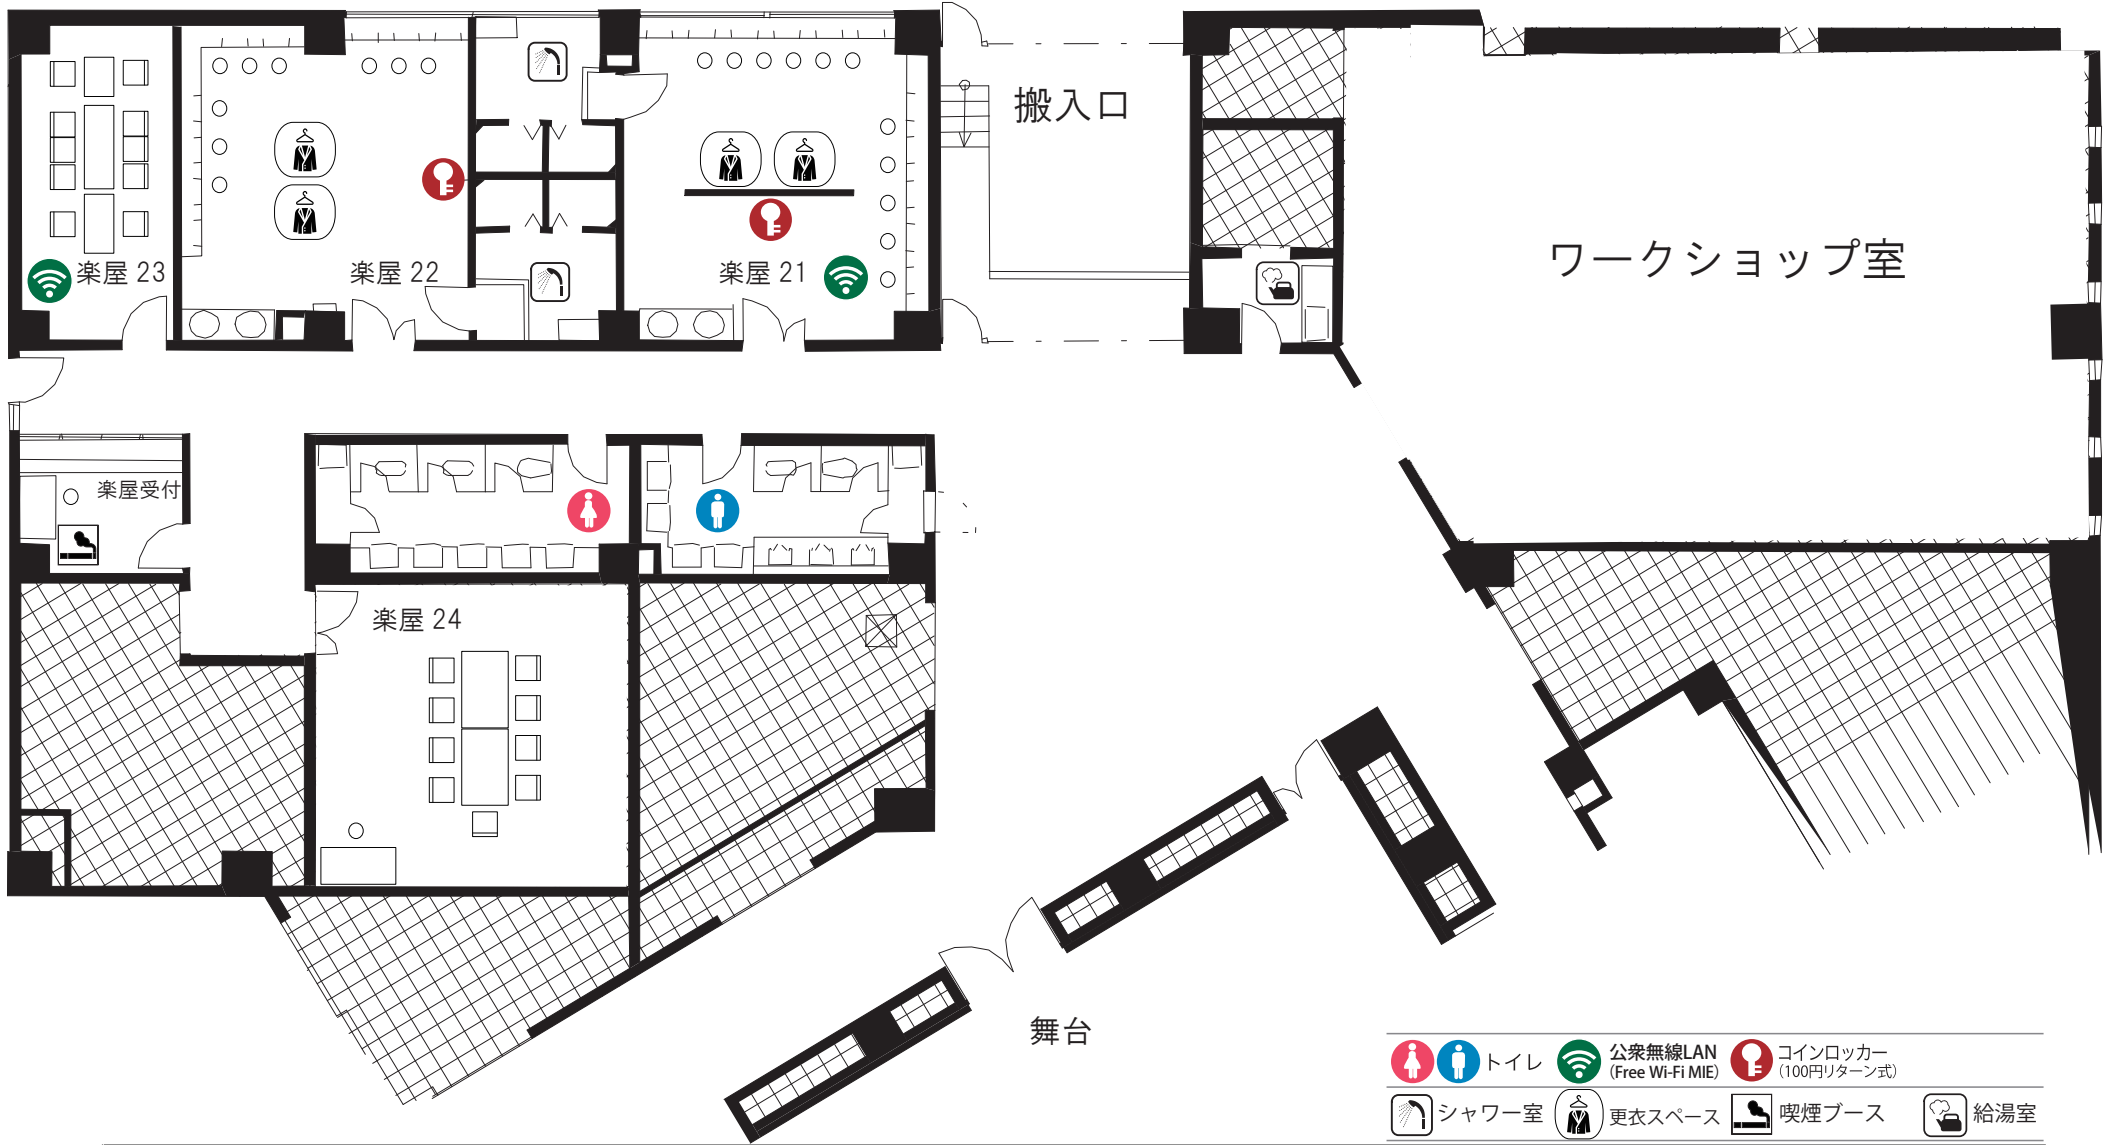 搬入口
ワークショップ室
楽屋 23
楽屋 22
楽屋 21
楽屋受付
楽屋 24
舞台
トイレ
公衆無線LAN
(Free Wi-Fi MIE)
コインロッカー
(100円リターン式)
シャワー室
更衣スペース
喫煙ブース
給湯室